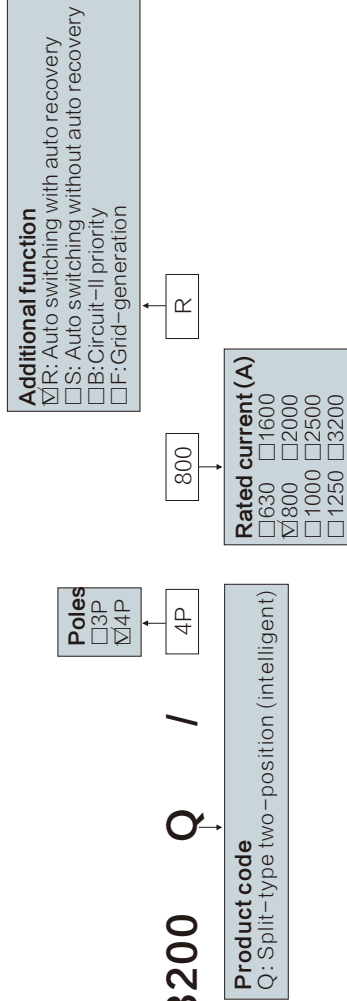 Additional function
☑R: Auto switching with auto recovery
☐S: Auto switching without auto recovery
☐B: Circuit-II priority
☐F: Grid-generation
Poles
☐3P
☑4P
3200 Q / 4P 800 R
Product code
Q: Split-type two-position (intelligent)
Rated current (A)
☐630 ☐1600
☑800 ☐2000
☐1000 ☐2500
☐1250 ☐3200